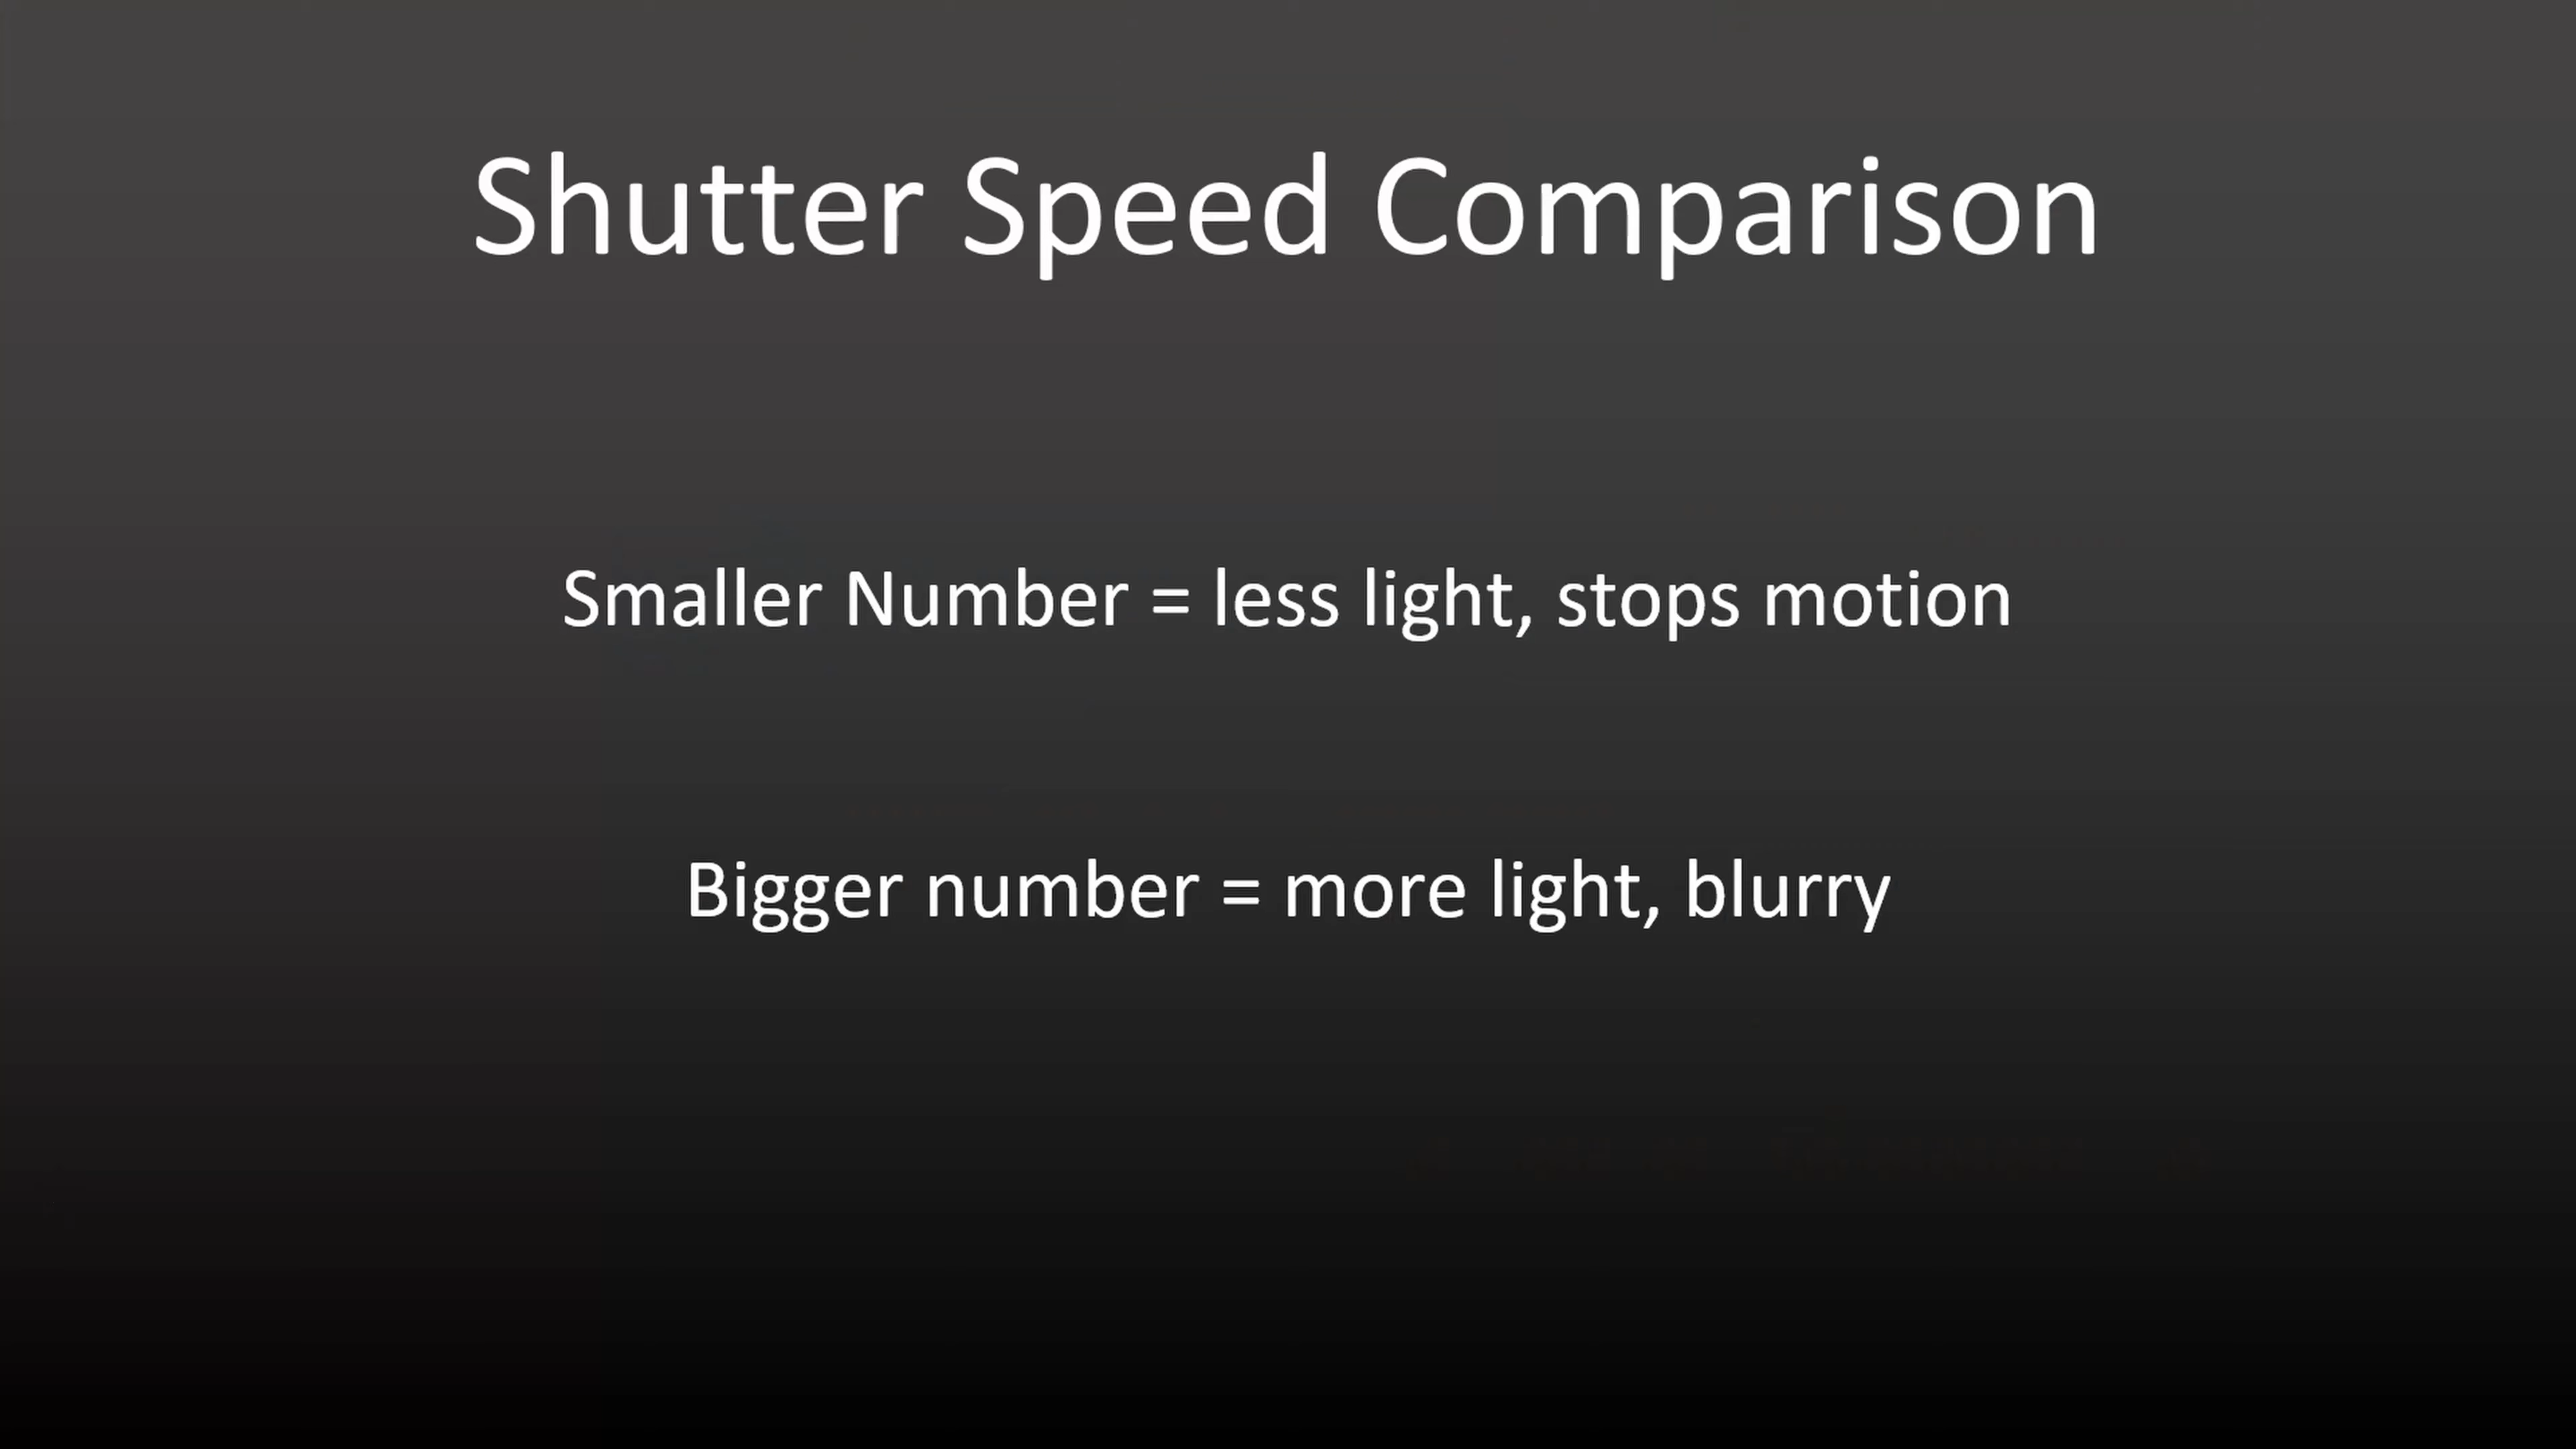 Shutter Speed Comparison
Smaller Number = less light, stops motion
Bigger number = more light, blurry